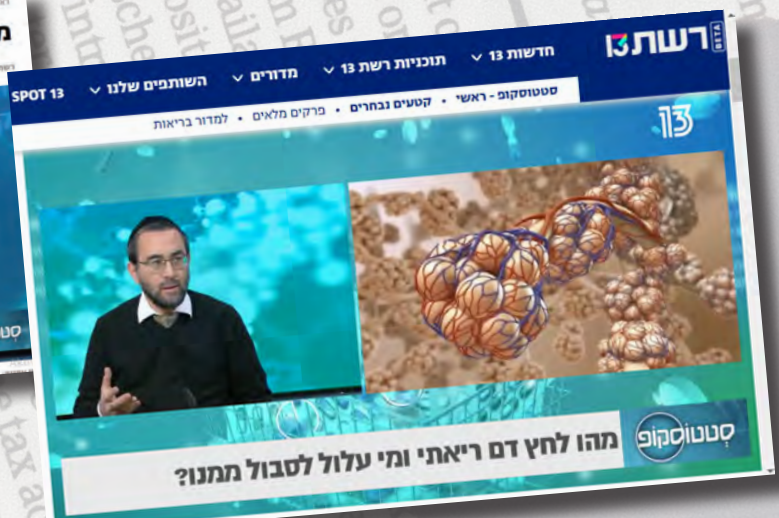 רשת 13 BETA
חדשות 13 תוכניות רשת 13 מדורים השותפים שלנו SPOT 13
סטטוסקופ - ראשי • קטעים נבחרים • פרקים מלאים • למדור בריאות
13
סטטוסקופ
מהו לחץ דם ריאתי ומי עלול לסבול ממנו?